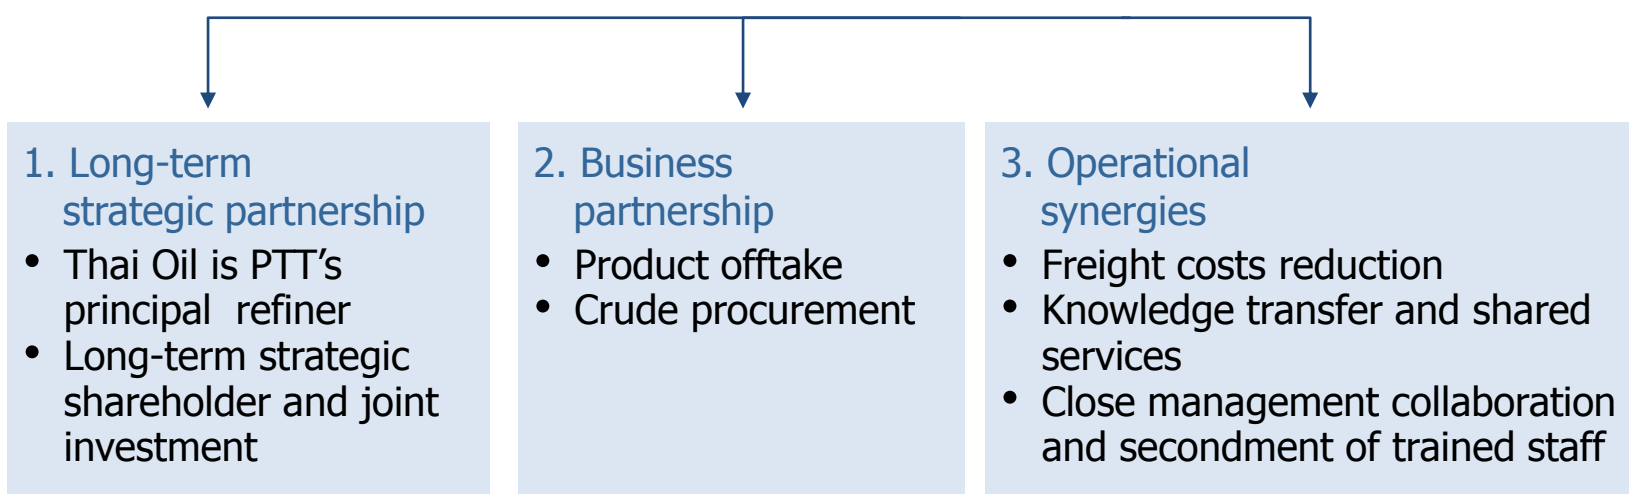 1. Long-term
strategic partnership
• Thai Oil is PTT’s
principal  refiner
• Long-term strategic
shareholder and joint
investment
2. Business
partnership
• Product offtake
• Crude procurement
3. Operational
synergies
• Freight costs reduction
• Knowledge transfer and shared
services
• Close management collaboration
and secondment of trained staff